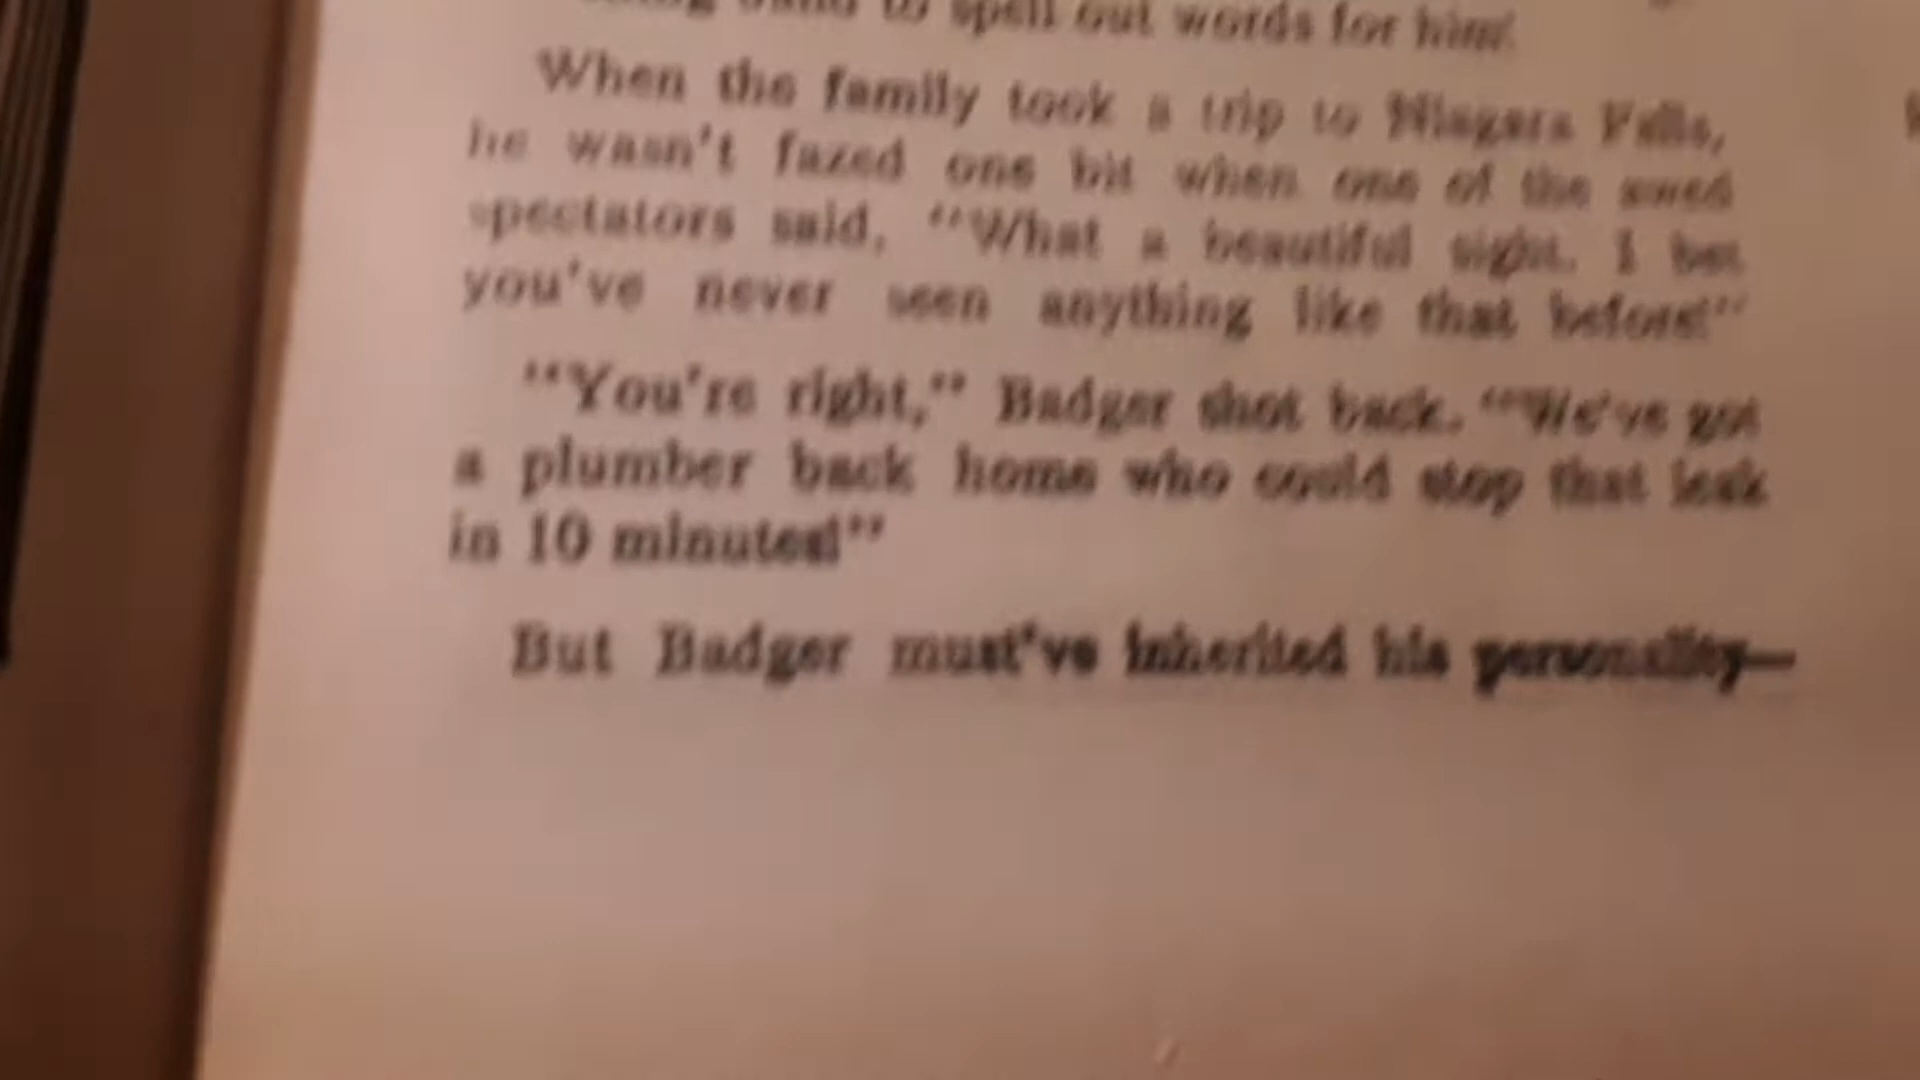 to spell out words for him!
When the family took a trip to Niagara Falls,
he wasn't fazed one bit when one of the awed
spectators said, "What a beautiful sight. I bet
you've never seen anything like that before!"
"You're right," Badger shot back. "We've got
a plumber back home who could stop that leak
in 10 minutes!"
But Badger must've inherited his personality—